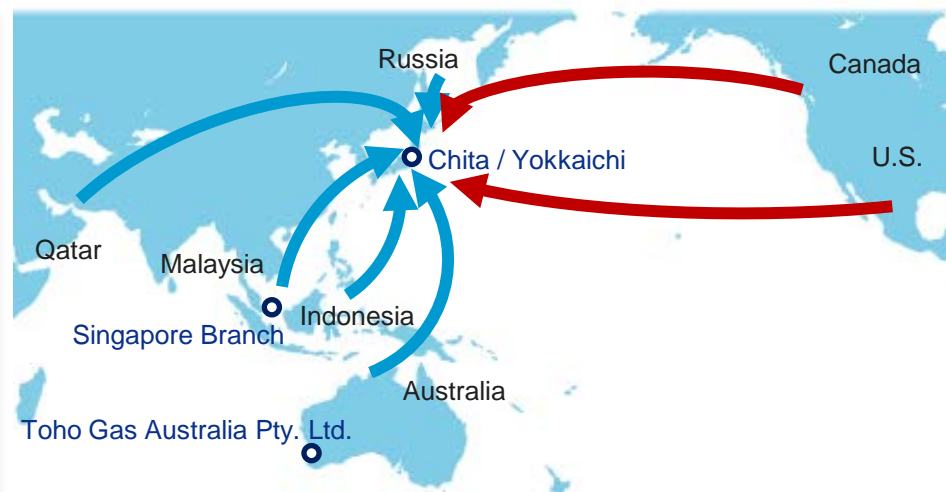 Russia
Canada
Chita / Yokkaichi
U.S.
Qatar
Malaysia
Indonesia
Singapore Branch
Australia
Toho Gas Australia Pty. Ltd.